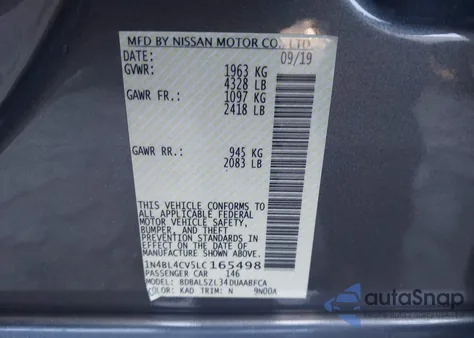 MFD BY NISSAN MOTOR CO., LTD.
DATE: 09/19
GVWR: 1963 KG
4328 LB
GAWR FR.: 1097 KG
2418 LB
GAWR RR.: 945 KG
2083 LB
THIS VEHICLE CONFORMS TO
ALL APPLICABLE FEDERAL
MOTOR VEHICLE SAFETY,
BUMPER, AND THEFT
PREVENTION STANDARDS IN
EFFECT ON THE DATE OF
MANUFACTURE SHOWN ABOVE.
1N4BL4CV5LC165498
PASSENGER CAR 146
MODEL: BDBALSZL34DUAABFCA
COLOR: KAD TRIM: N 9N00A
autoSnap
UNITED STATES